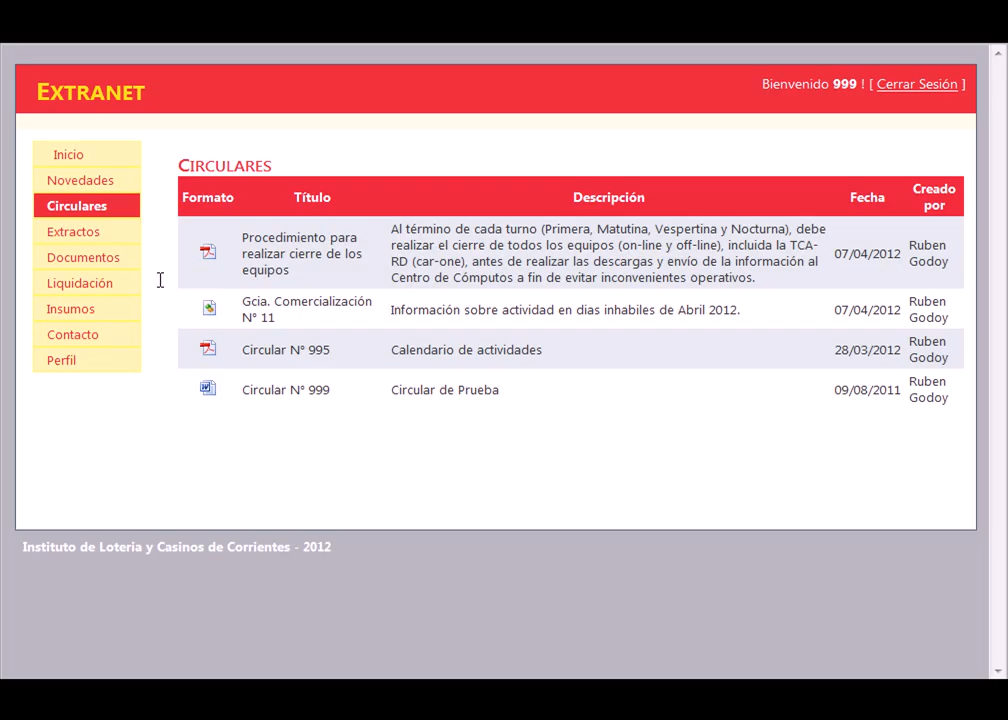 EXTRANET
Bienvenido 999 ! [ Cerrar Sesión ]
Inicio
Novedades
Circulares
Extractos
Documentos
Liquidación
Insumos
Contacto
Perfil
CIRCULARES
Formato Título Descripción Fecha Creado por
Procedimiento para
realizar cierre de los
equipos
Al término de cada turno (Primera, Matutina, Vespertina y Nocturna), debe
realizar el cierre de todos los equipos (on-line y off-line), incluida la TCA-
RD (car-one), antes de realizar las descargas y envío de la información al
Centro de Cómputos a fin de evitar inconvenientes operativos.
07/04/2012
Ruben
Godoy
Gcia. Comercialización
N° 11
Información sobre actividad en dias inhabiles de Abril 2012.
07/04/2012
Ruben
Godoy
Circular N° 995
Calendario de actividades
28/03/2012
Ruben
Godoy
Circular N° 999
Circular de Prueba
09/08/2011
Ruben
Godoy
Instituto de Loteria y Casinos de Corrientes - 2012